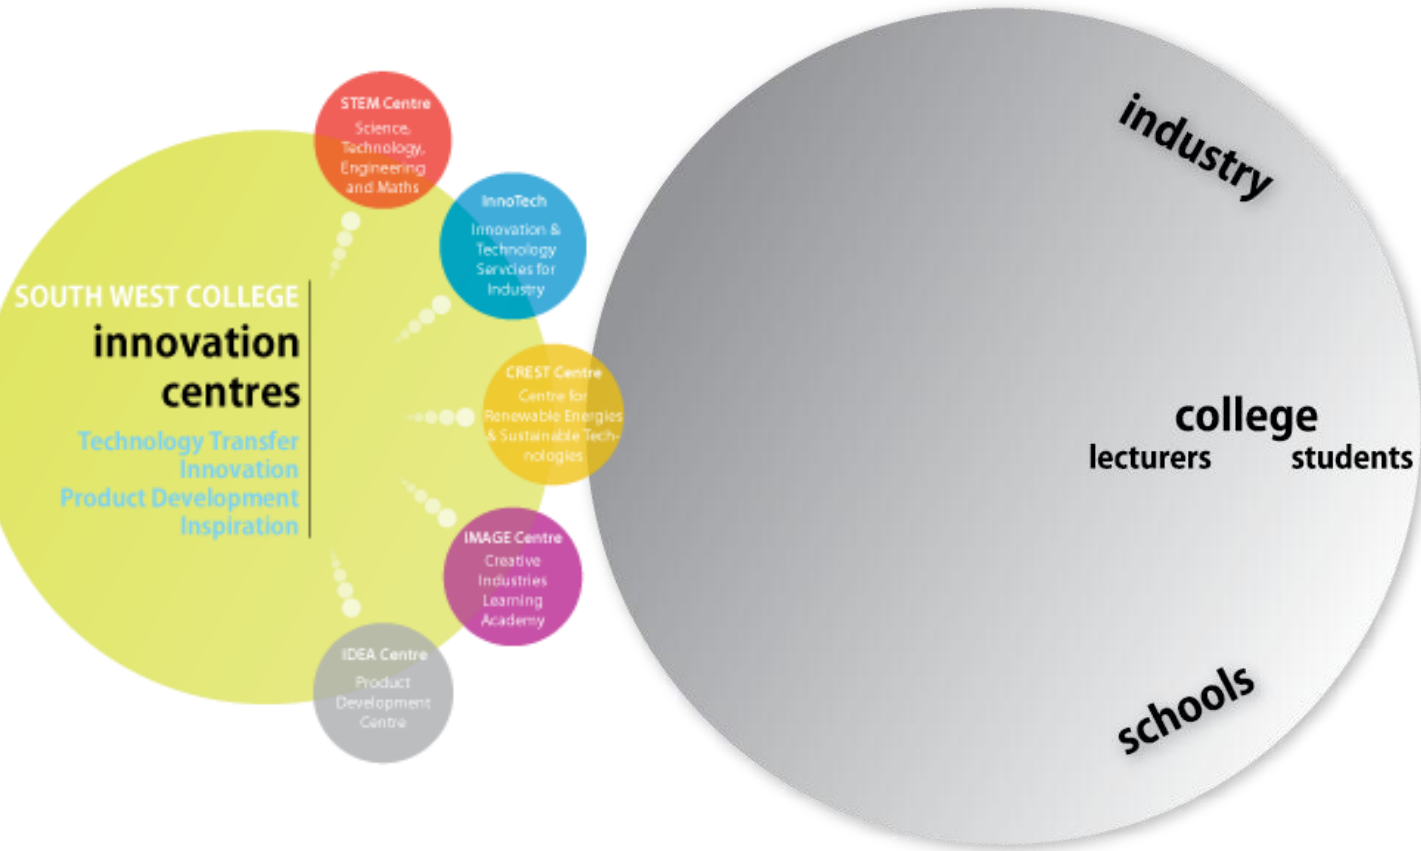 SOUTH WEST COLLEGE
innovation
centres
Technology Transfer
Innovation
Product Development
Inspiration
STEM Centre
Science,
Technology,
Engineering
and Maths
InnoTech
Innovation &
Technology
Servcies for
Industry
CREST Centre
Centre for
Renewable Energies
& Sustainable Tech-
nologies
IMAGE Centre
Creative
Industries
Learning
Academy
IDEA Centre
Product
Development
Centre
industry
college
lecturers students
schools